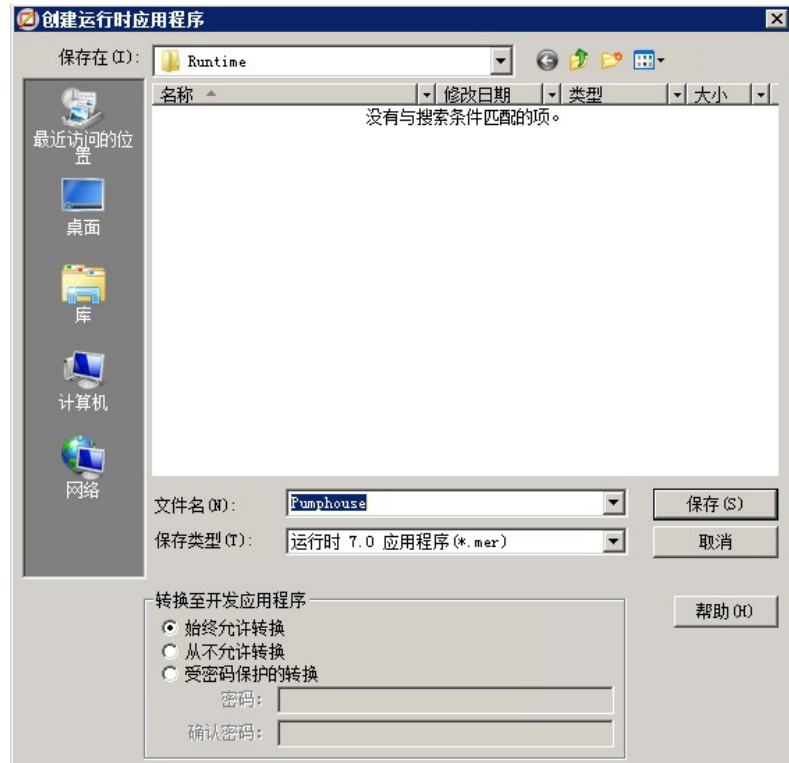 创建运行时应用程序
保存在(I):
Runtime
名称 修改日期 类型 大小
没有与搜索条件匹配的项。
最近访问的位
置
桌面
库
计算机
网络
文件名(N):
Pumphouse
保存(S)
保存类型(T):
运行时 7.0 应用程序(*.mer)
取消
转换至开发应用程序
帮助(H)
始终允许转换
从不允许转换
受密码保护的转换
密码:
确认密码: